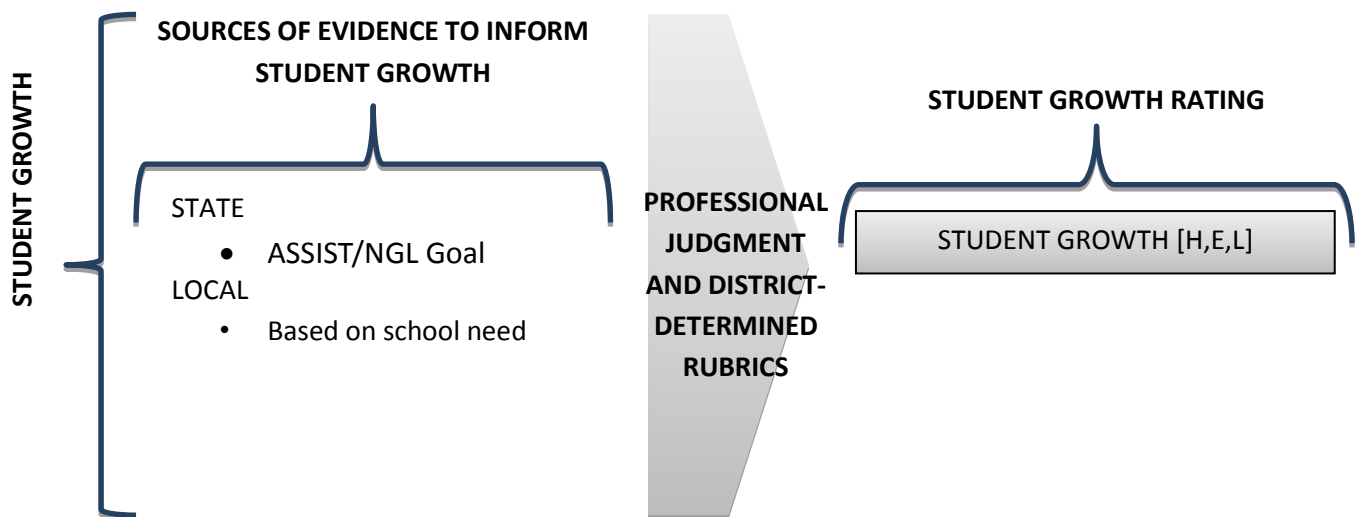 STUDENT GROWTH
SOURCES OF EVIDENCE TO INFORM
STUDENT GROWTH
STATE
● ASSIST/NGL Goal
LOCAL
• Based on school need
PROFESSIONAL
JUDGMENT
AND DISTRICT-
DETERMINED
RUBRICS
STUDENT GROWTH RATING
STUDENT GROWTH [H,E,L]